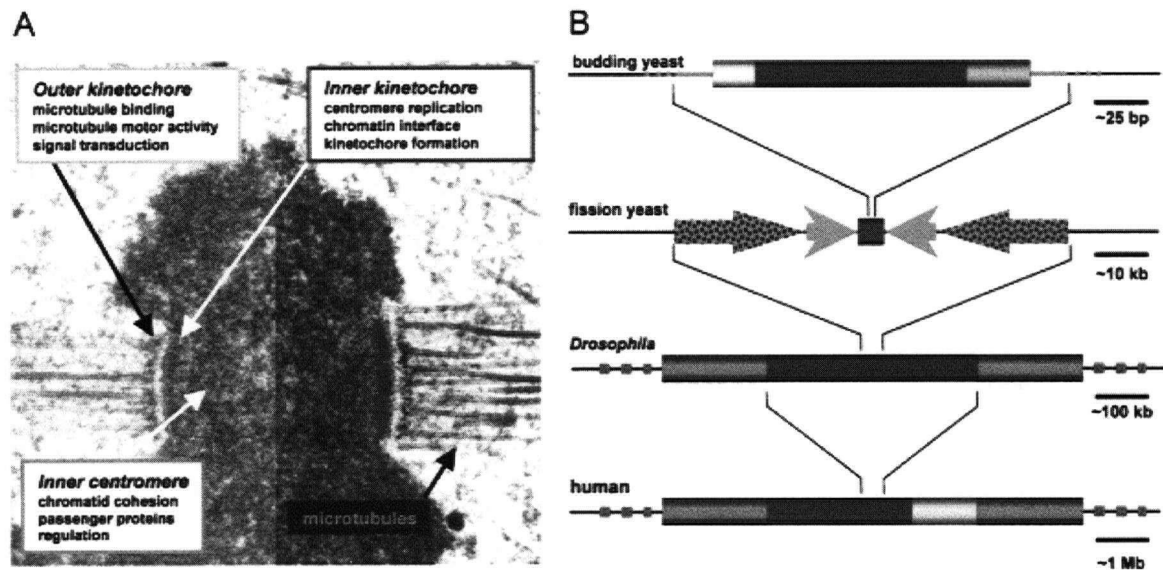 A
Outer kinetochore
microtubule binding
microtubule motor activity
signal transduction
Inner kinetochore
centromere replication
chromatin interface
kinetochore formation
Inner centromere
chromatid cohesion
passenger proteins
regulation
microtubules
B
budding yeast
~25 bp
fission yeast
~10 kb
Drosophila
~100 kb
human
~1 Mb